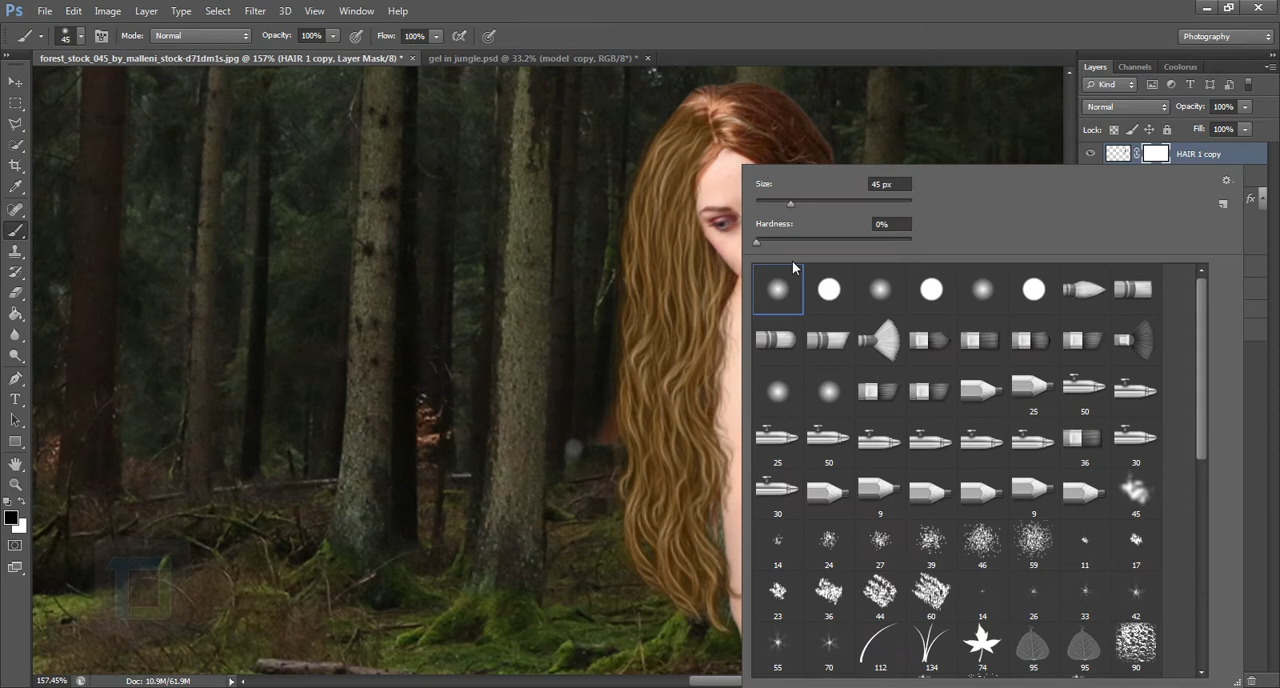 Ps File Edit Image Layer Type Select Filter 3D View Window Help
45 Mode: Normal Opacity: 100% Flow: 100% Photography
forest_stock_045_by_malleni_stock-d71dm1s.jpg @ 157% (HAIR 1 copy, Layer Mask/8) * × gel in jungle.psd @ 33.2% (model copy, RGB/8#) * ×
Layers Channels Coolorus
Kind
Normal Opacity: 100%
Lock: Fill: 100%
HAIR 1 copy
Size: 45 px
fx
Hardness: 0%
25 50
25 50 36 30
30 9 9 45
14 24 27 39 46 59 11 17
23 36 44 60 14 26 33 42
55 70 112 134 74 95 95 90
157.45% Doc: 10.9M/61.9M